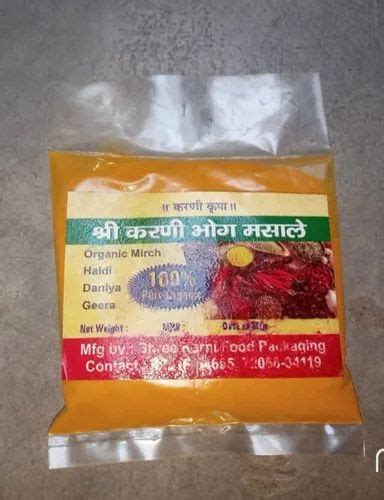 ॥ करणी कृपा ॥
श्री करणी भोग मसाले
Organic Mirch
Haldi
Daniya
Geera
100%
Pure
Net Weight : MRP : Date of Mfg
Mfg by : Shree Karni Food Packaging
Contact 72066-34119